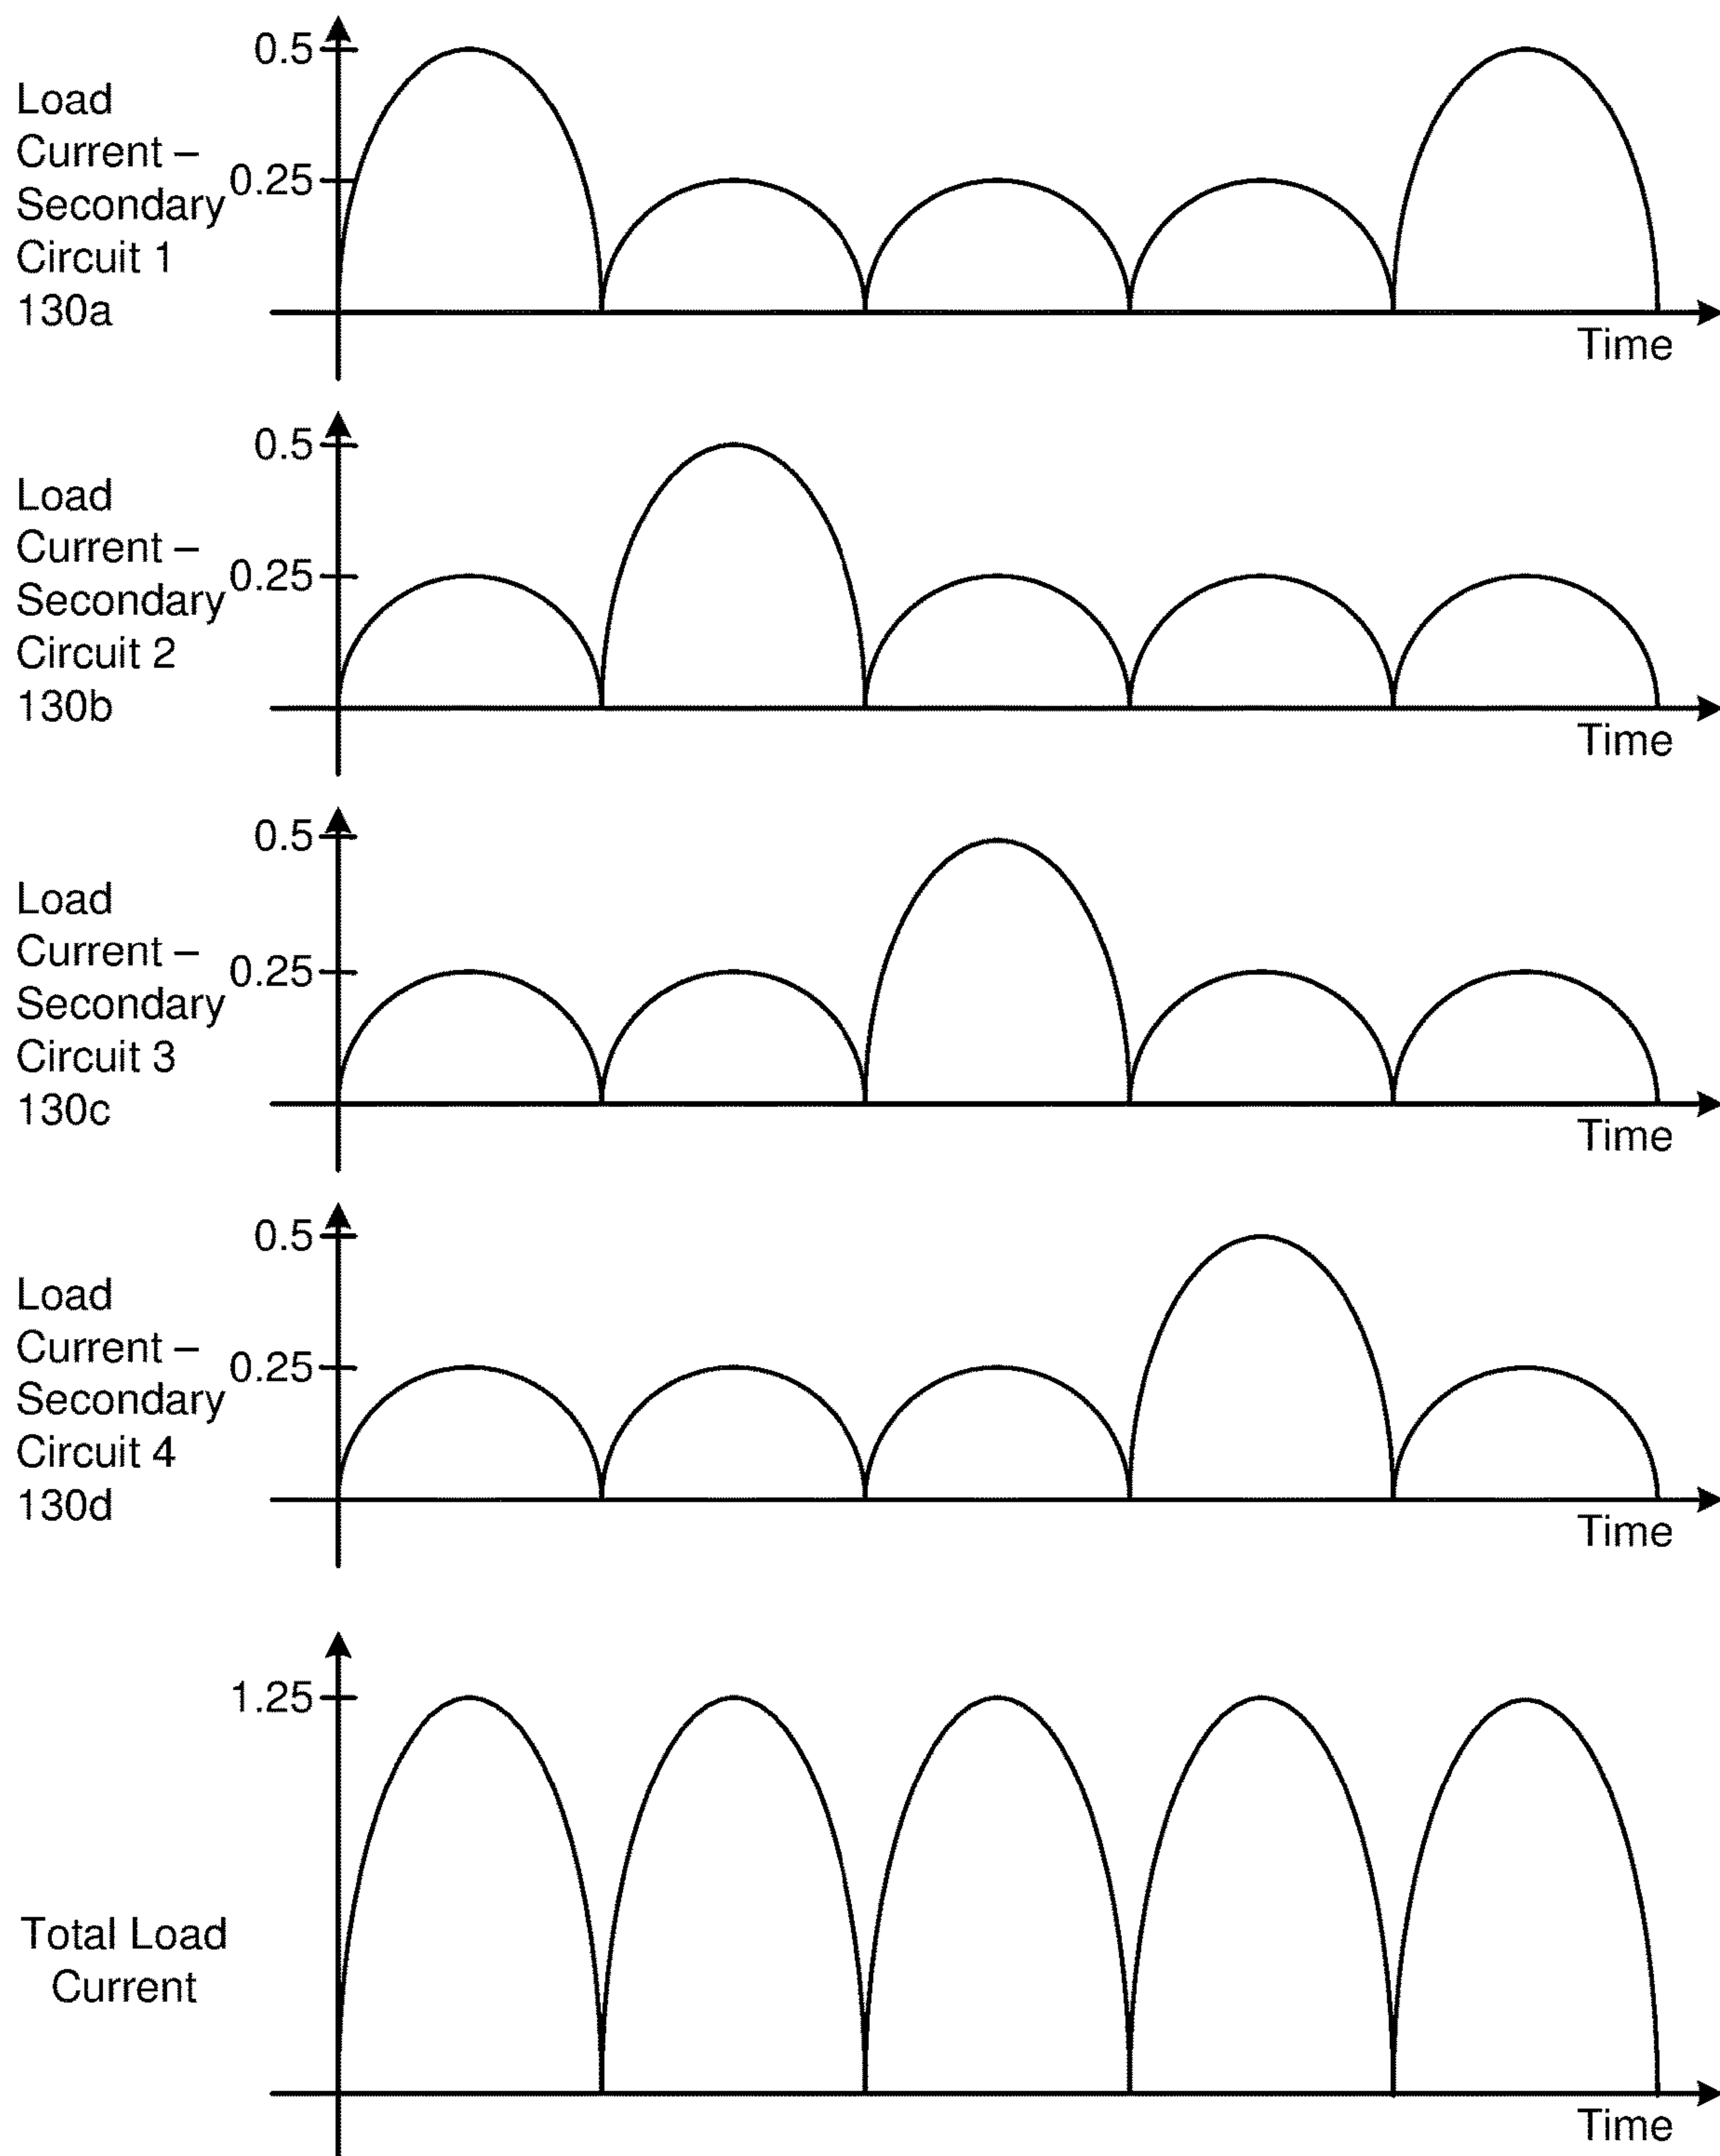 0.5
Load
Current –
0.25
Secondary
Circuit 1
130a
Time
0.5
Load
Current –
0.25
Secondary
Circuit 2
130b
Time
0.5
Load
Current –
0.25
Secondary
Circuit 3
130c
Time
0.5
Load
Current –
0.25
Secondary
Circuit 4
130d
Time
1.25
Total Load
Current
Time